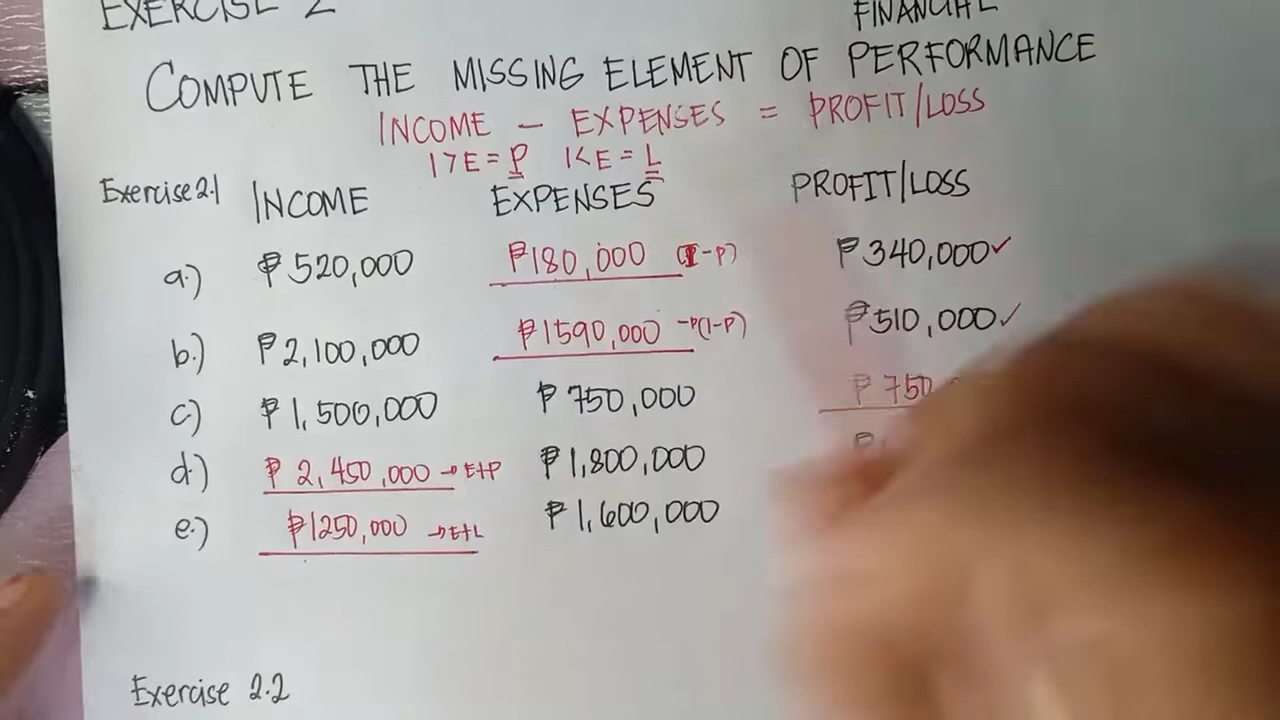 EXERCISE 2
FINANCIAL
COMPUTE THE MISSING ELEMENT OF PERFORMANCE
INCOME - EXPENSES = PROFIT/LOSS
I>E=P I<E=L
Exercise 2.1 INCOME EXPENSES PROFIT/LOSS
a.) ₱520,000 ₱180,000 (I-P) ₱340,000✓
b.) ₱2,100,000 ₱1590,000 →(I-P) ₱510,000✓
c.) ₱1,500,000 ₱750,000 ₱750
d.) ₱2,450,000 →E+P ₱1,800,000 ₱
e.) ₱1250,000 →E+L ₱1,600,000
Exercise 2.2